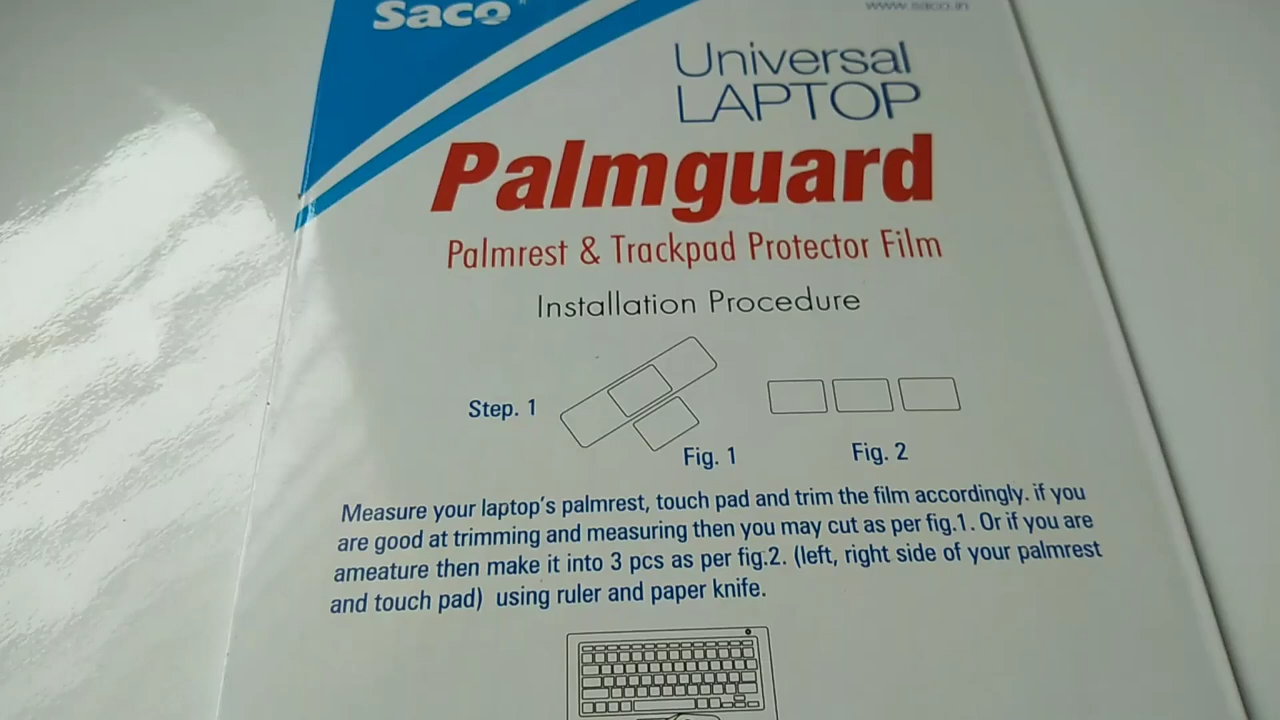 Saco
www.saco.in
Universal
LAPTOP
Palmguard
Palmrest & Trackpad Protector Film
Installation Procedure
Step. 1
Fig. 1
Fig. 2
Measure your laptop's palmrest, touch pad and trim the film accordingly. if you
are good at trimming and measuring then you may cut as per fig.1. Or if you are
ameature then make it into 3 pcs as per fig.2. (left, right side of your palmrest
and touch pad) using ruler and paper knife.